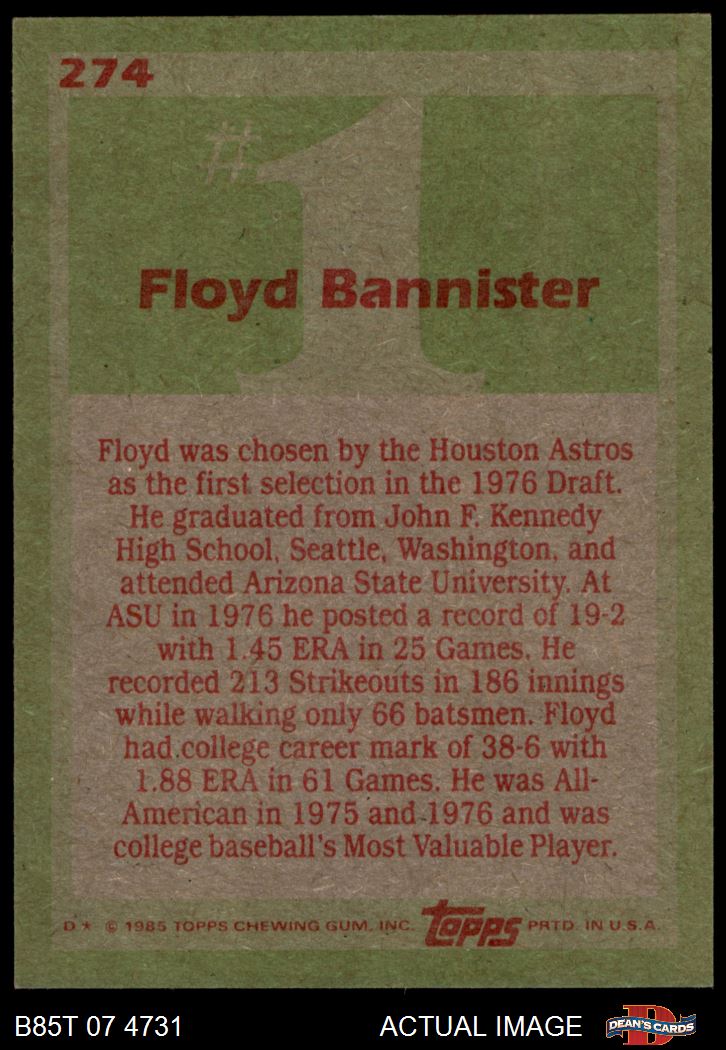 274
#1
Floyd Bannister
Floyd was chosen by the Houston Astros
as the first selection in the 1976 Draft.
He graduated from John F. Kennedy
High School, Seattle, Washington, and
attended Arizona State University. At
ASU in 1976 he posted a record of 19-2
with 1.45 ERA in 25 Games. He
recorded 213 Strikeouts in 186 innings
while walking only 66 batsmen. Floyd
had college career mark of 38-6 with
1.88 ERA in 61 Games. He was All-
American in 1975 and 1976 and was
college baseball's Most Valuable Player.
D* © 1985 TOPPS CHEWING GUM, INC. Topps PRTD. IN U.S.A.
B85T 07 4731 ACTUAL IMAGE D DEAN'S CARDS